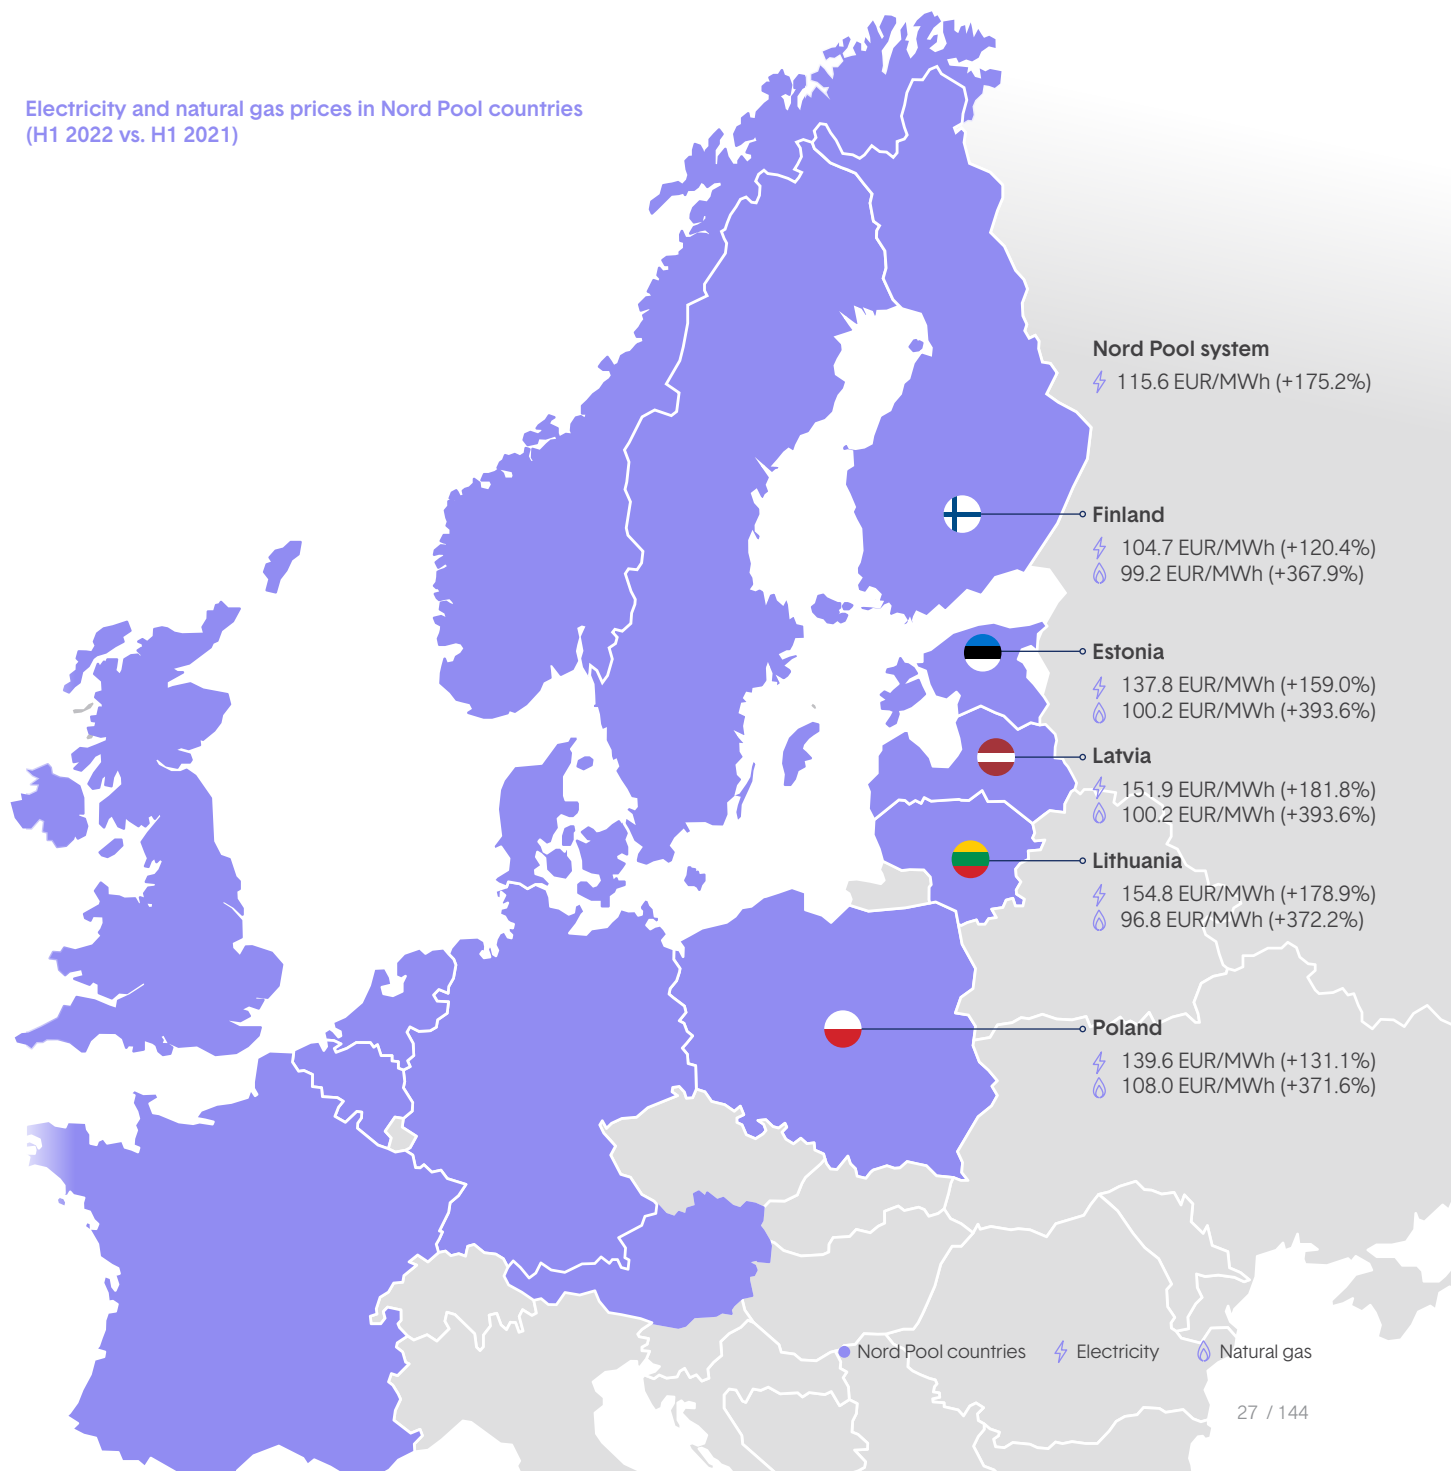 Electricity and natural gas prices in Nord Pool countries
(H1 2022 vs. H1 2021)
Nord Pool system
115.6 EUR/MWh (+175.2%)
Finland
104.7 EUR/MWh (+120.4%)
99.2 EUR/MWh (+367.9%)
Estonia
137.8 EUR/MWh (+159.0%)
100.2 EUR/MWh (+393.6%)
Latvia
151.9 EUR/MWh (+181.8%)
100.2 EUR/MWh (+393.6%)
Lithuania
154.8 EUR/MWh (+178.9%)
96.8 EUR/MWh (+372.2%)
Poland
139.6 EUR/MWh (+131.1%)
108.0 EUR/MWh (+371.6%)
Nord Pool countries Electricity Natural gas
27 / 144